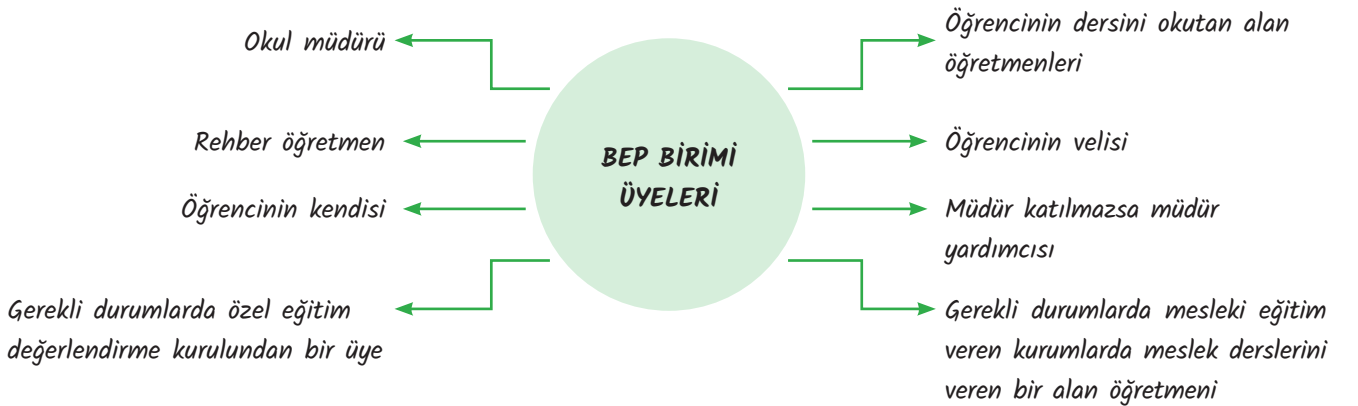 Okul müdürü
Rehber öğretmen
Öğrencinin kendisi
Gerekli durumlarda özel eğitim
değerlendirme kurulundan bir üye
BEP BİRİMİ
ÜYELERİ
Öğrencinin dersini okutan alan
öğretmenleri
Öğrencinin velisi
Müdür katılmazsa müdür
yardımcısı
Gerekli durumlarda mesleki eğitim
veren kurumlarda meslek derslerini
veren bir alan öğretmeni